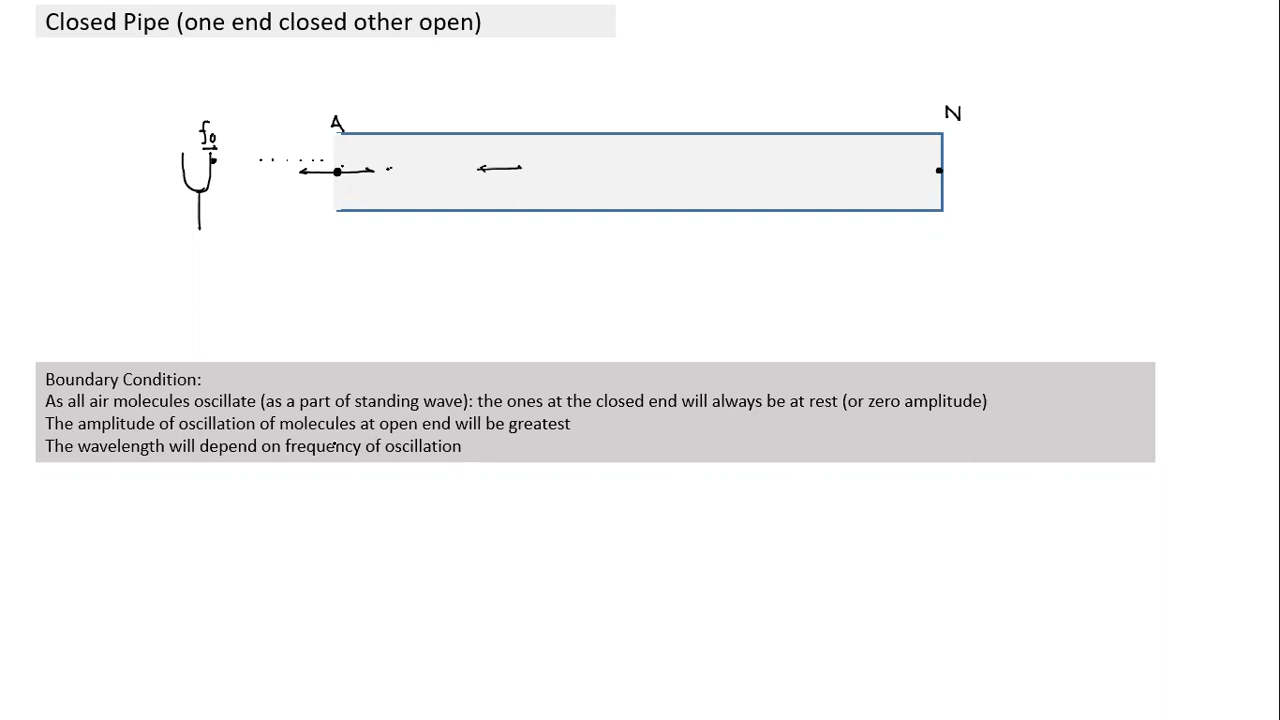 Closed Pipe (one end closed other open)
N
A
f₀
Boundary Condition:
As all air molecules oscillate (as a part of standing wave): the ones at the closed end will always be at rest (or zero amplitude)
The amplitude of oscillation of molecules at open end will be greatest
The wavelength will depend on frequency of oscillation